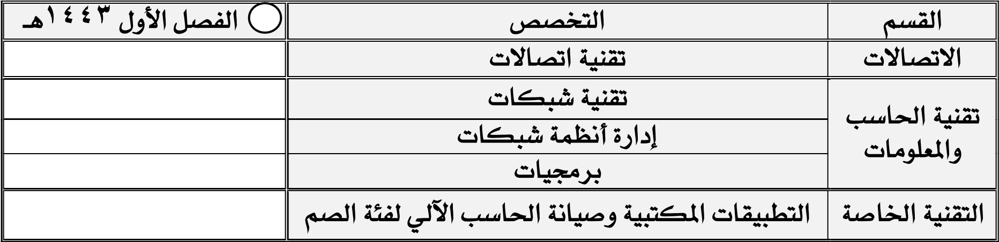 القسم التخصص الفصل الأول ١٤٤٣هـ
الاتصالات تقنية اتصالات
تقنية الحاسب
والمعلومات
تقنية شبكات
إدارة أنظمة شبكات
برمجيات
التقنية الخاصة التطبيقات المكتبية وصيانة الحاسب الآلي لفئة الصم